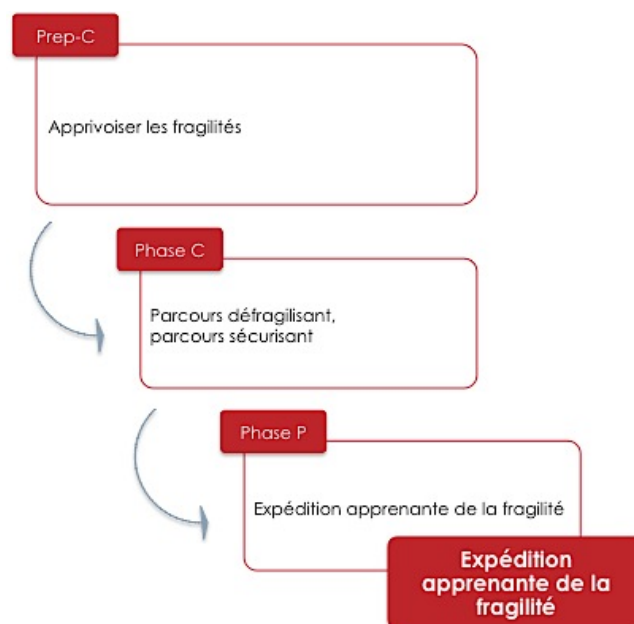 Prep-C
Apprivoiser les fragilités
Phase C
Parcours défragilisant,
parcours sécurisant
Phase P
Expédition apprenante de la fragilité
Expédition
apprenante de la
fragilité